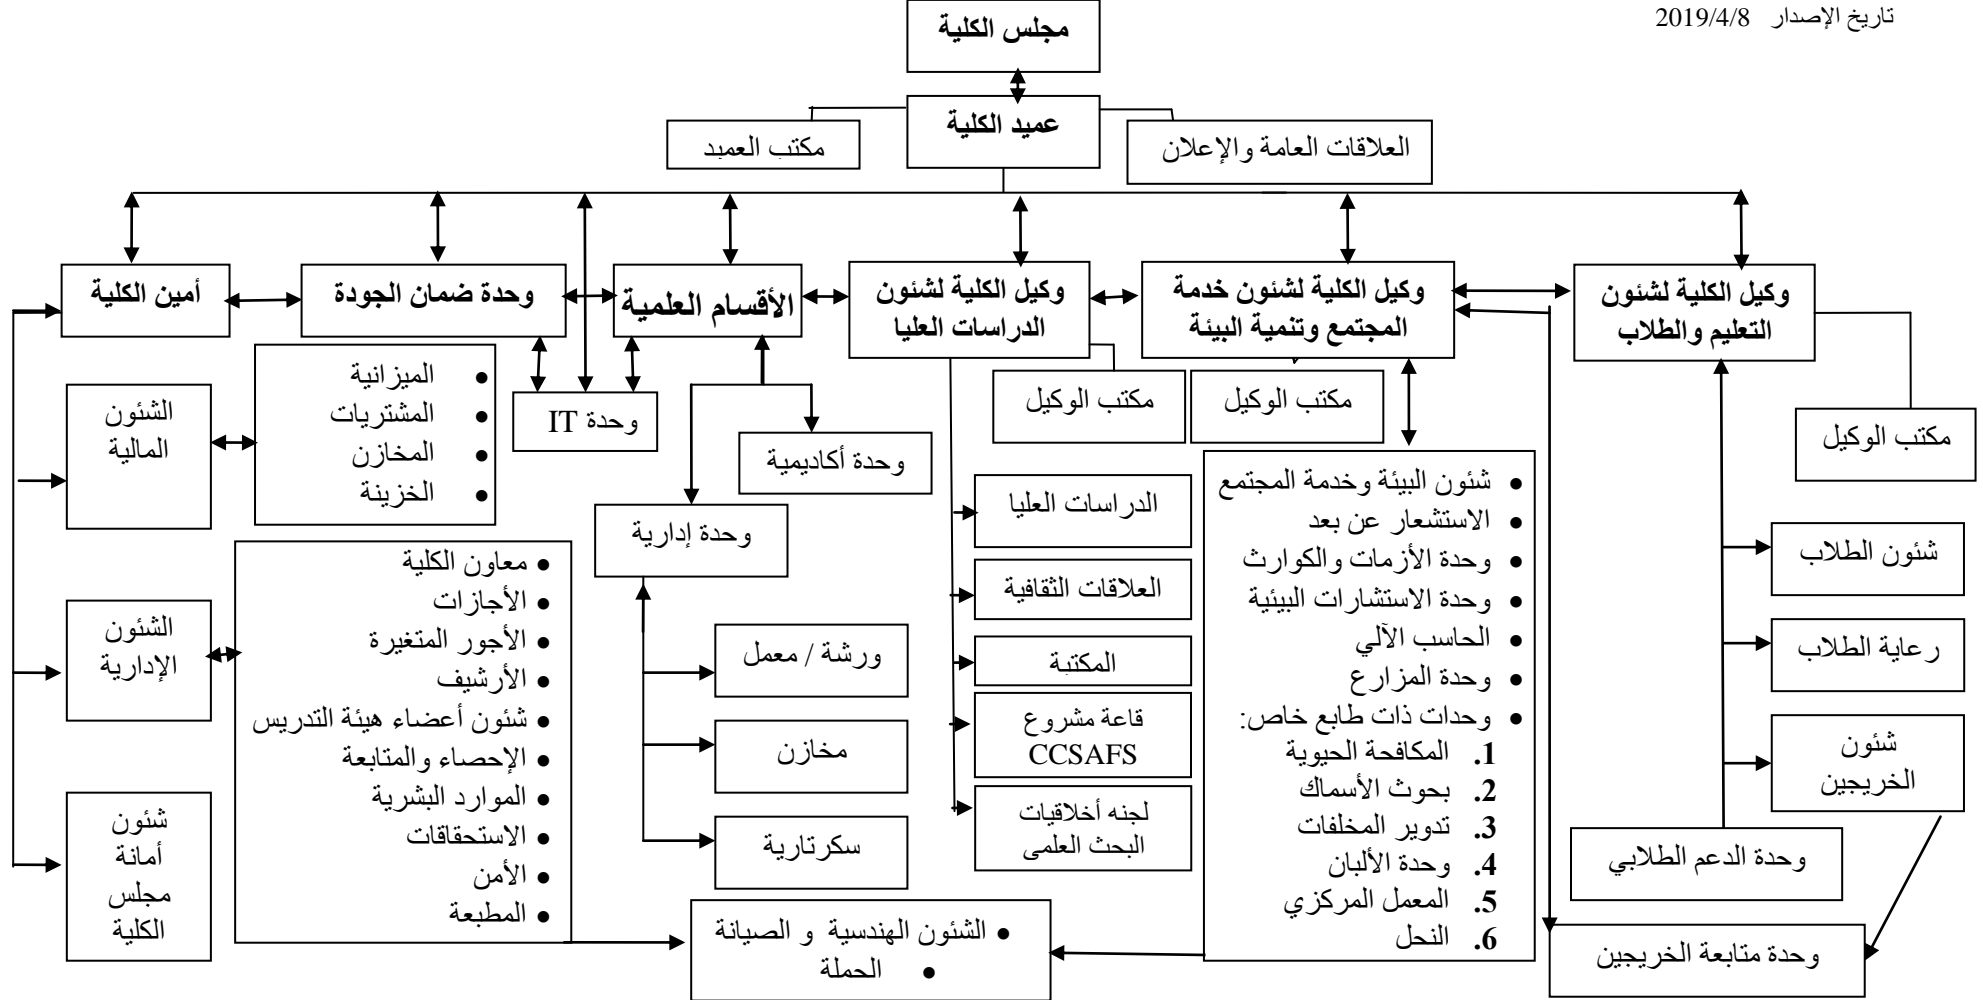 تاريخ الإصدار 2019/4/8
مجلس الكلية
عميد الكلية
العلاقات العامة والإعلان
مكتب العمبد
وكيل الكلية لشئون
التعليم والطلاب
وكيل الكلية لشئون خدمة
المجتمع وتنمية البيئة
وكيل الكلية لشئون
الدراسات العليا
الأقسام العلمية
وحدة ضمان الجودة
أمين الكلية
مكتب الوكيل
شئون الطلاب
رعاية الطلاب
شئون
الخريجين
وحدة الدعم الطلابي
وحدة متابعة الخريجين
مكتب الوكيل
• شئون البيئة وخدمة المجتمع
• الاستشعار عن بعد
• وحدة الأزمات والكوارث
• وحدة الاستشارات البيئية
• الحاسب الآلي
• وحدة المزارع
• وحدات ذات طابع خاص:
1. المكافحة الحيوية
2. بحوث الأسماك
3. تدوير المخلفات
4. وحدة الألبان
5. المعمل المركزي
6. النحل
مكتب الوكيل
الدراسات العليا
العلاقات الثقافية
المكتبة
قاعة مشروع
CCSAFS
لجنه أخلاقيات
البحث العلمى
وحدة أكاديمية
وحدة إدارية
ورشة / معمل
مخازن
سكرتارية
وحدة IT
• الميزانية
• المشتريات
• المخازن
• الخزينة
الشئون
المالية
• معاون الكلية
• الأجازات
• الأجور المتغيرة
• الأرشيف
• شئون أعضاء هيئة التدريس
• الإحصاء والمتابعة
• الموارد البشرية
• الاستحقاقات
• الأمن
• المطبعة
الشئون
الإدارية
شئون
أمانة
مجلس
الكلية
• الشئون الهندسية و الصيانة
• الحملة